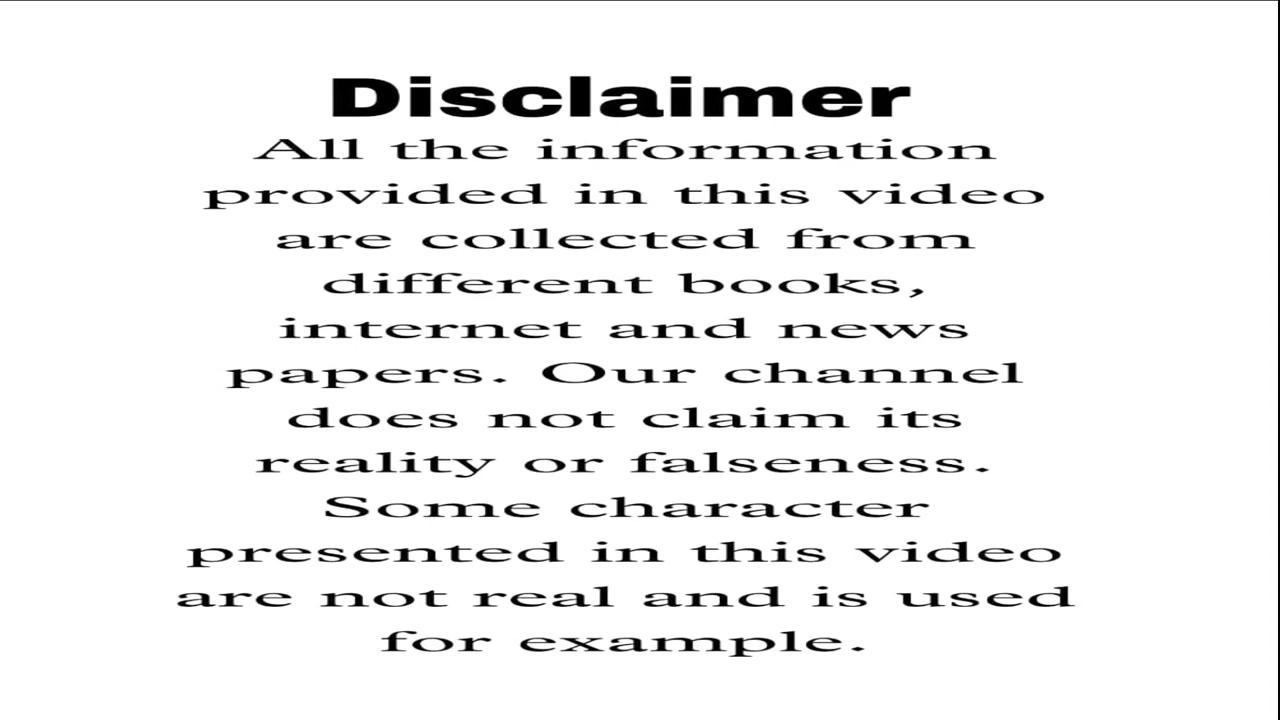 Disclaimer
All the information
provided in this video
are collected from
different books,
internet and news
papers. Our channel
does not claim its
reality or falseness.
Some character
presented in this video
are not real and is used
for example.